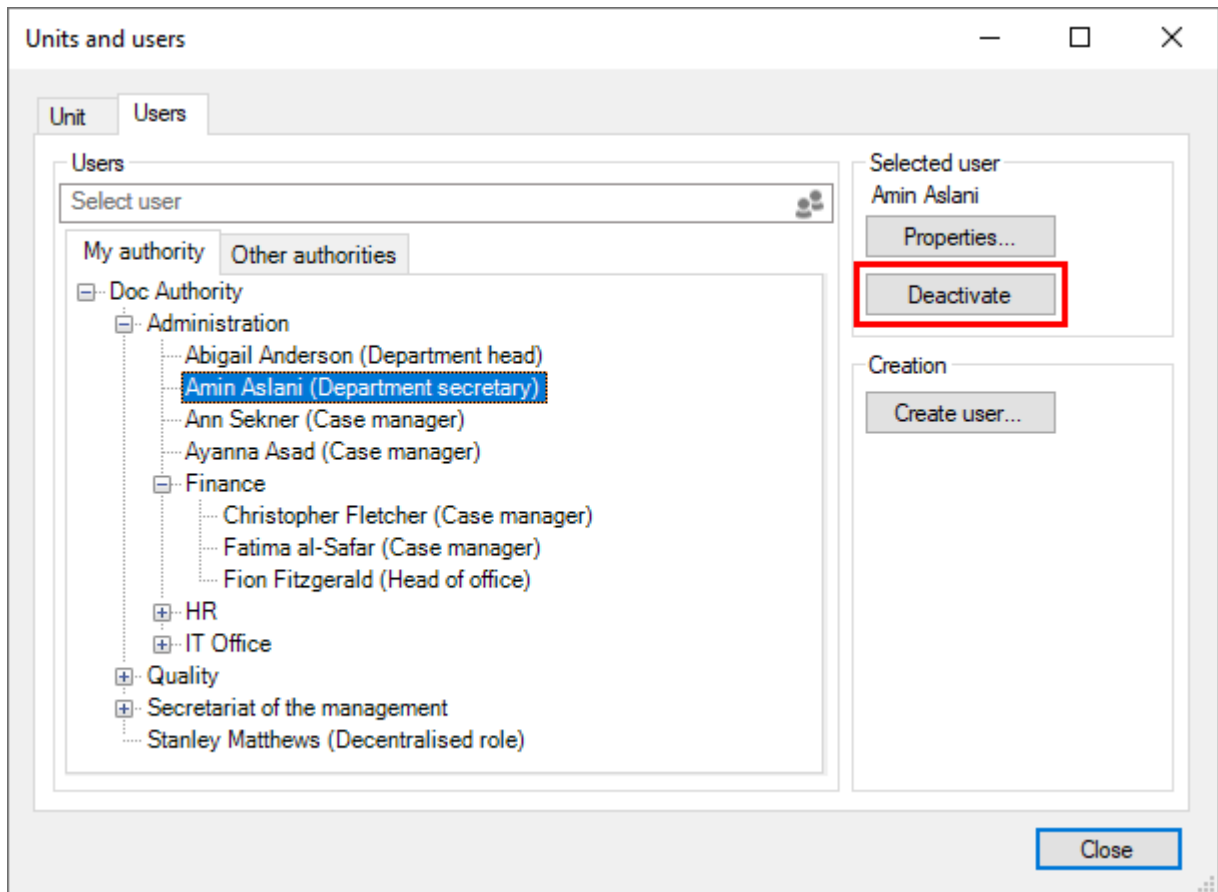 Units and users
Unit
Users
Users
Select user
My authority
Other authorities
Doc Authority
Administration
Abigail Anderson (Department head)
Amin Aslani (Department secretary)
Ann Sekner (Case manager)
Ayanna Asad (Case manager)
Finance
Christopher Fletcher (Case manager)
Fatima al-Safar (Case manager)
Fion Fitzgerald (Head of office)
HR
IT Office
Quality
Secretariat of the management
Stanley Matthews (Decentralised role)
Selected user
Amin Aslani
Properties...
Deactivate
Creation
Create user...
Close